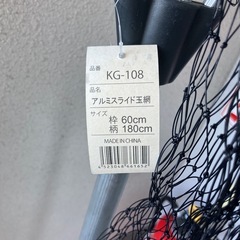 品番
KG-108
品名
アルミスライド玉網
サイズ
枠 60cm
柄 180cm
MADE IN CHINA